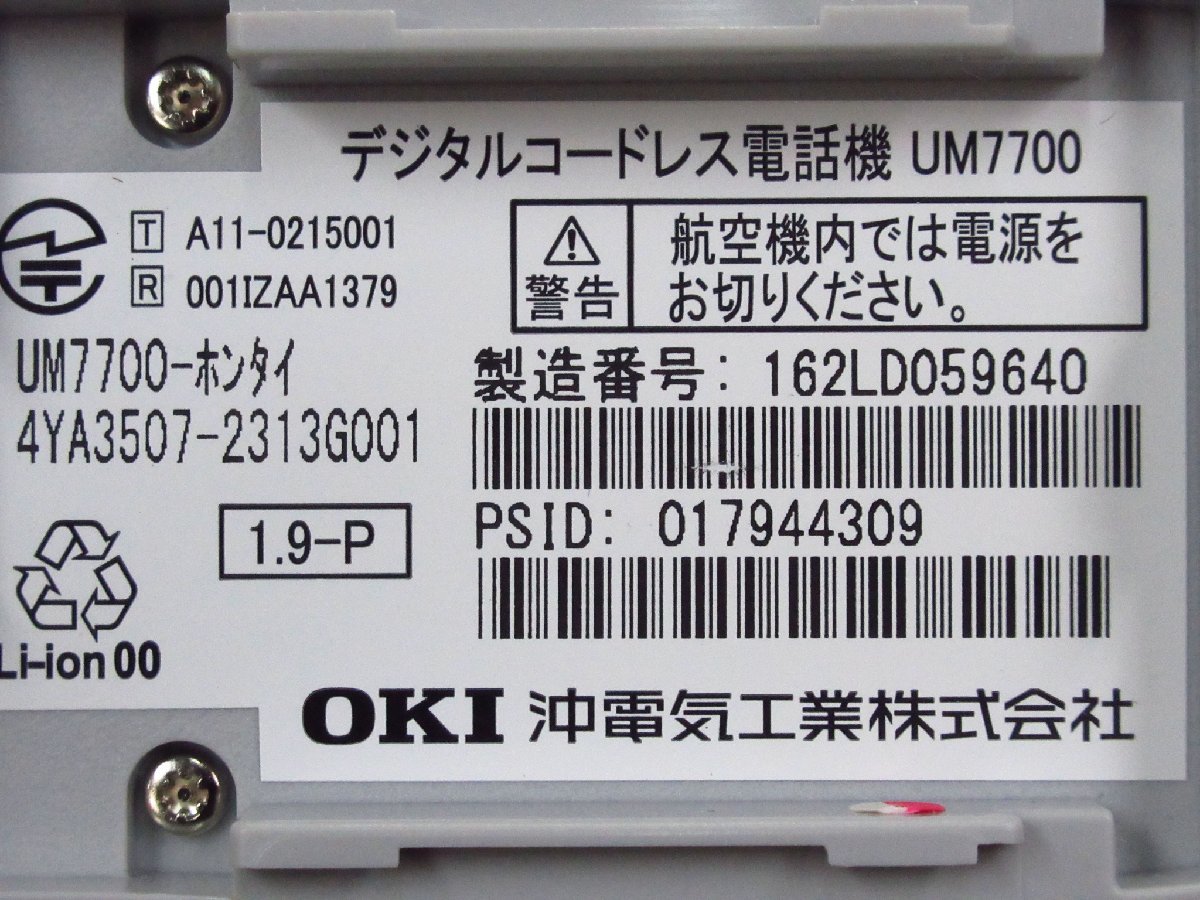 デジタルコードレス電話機 UM7700
T A11-0215001
R 001IZAA1379
警告
航空機内では電源を
お切りください。
UM7700-ﾎﾝﾀｲ
4YA3507-2313G001
製造番号: 162LD059640
PSID: 017944309
1.9-P
Li-ion 00
OKI 沖電気工業株式会社